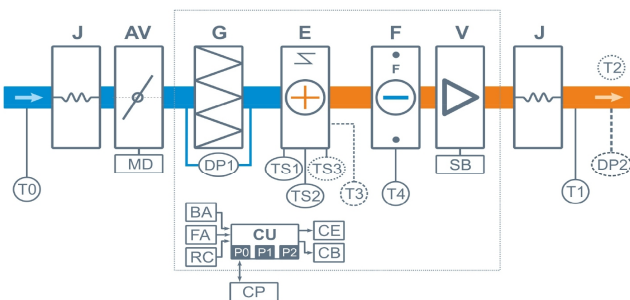 J AV G E F V J
T2
F
MD DP1 TS1 TS3 SB DP2
T0 TS2 T3 T4 T1
BA
FA CU CE
RC P0 P1 P2 CB
CP